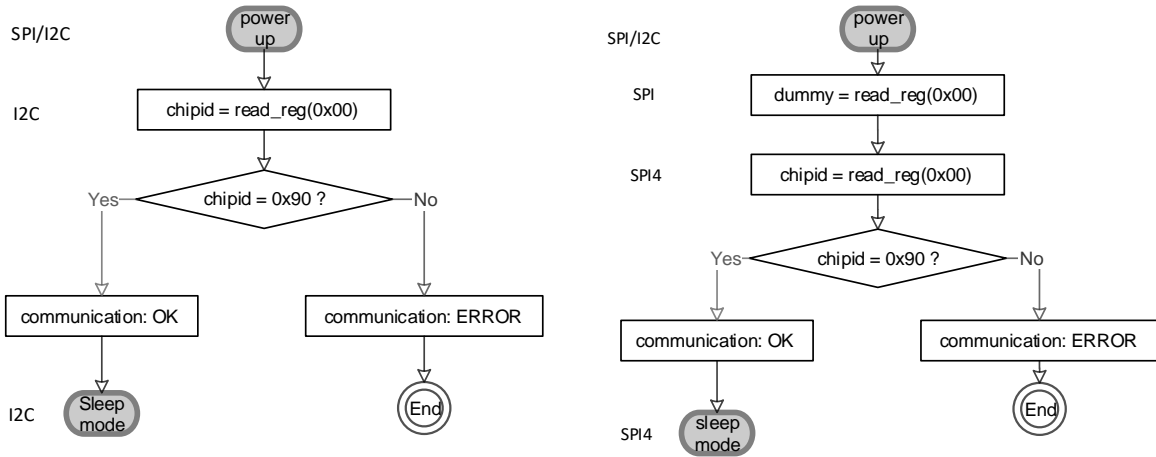 SPI/I2C
power
up
I2C
chipid = read_reg(0x00)
chipid = 0x90 ?
Yes
No
communication: OK
communication: ERROR
I2C
Sleep
mode
End
SPI/I2C
power
up
SPI
dummy = read_reg(0x00)
SPI4
chipid = read_reg(0x00)
chipid = 0x90 ?
Yes
No
communication: OK
communication: ERROR
SPI4
sleep
mode
End